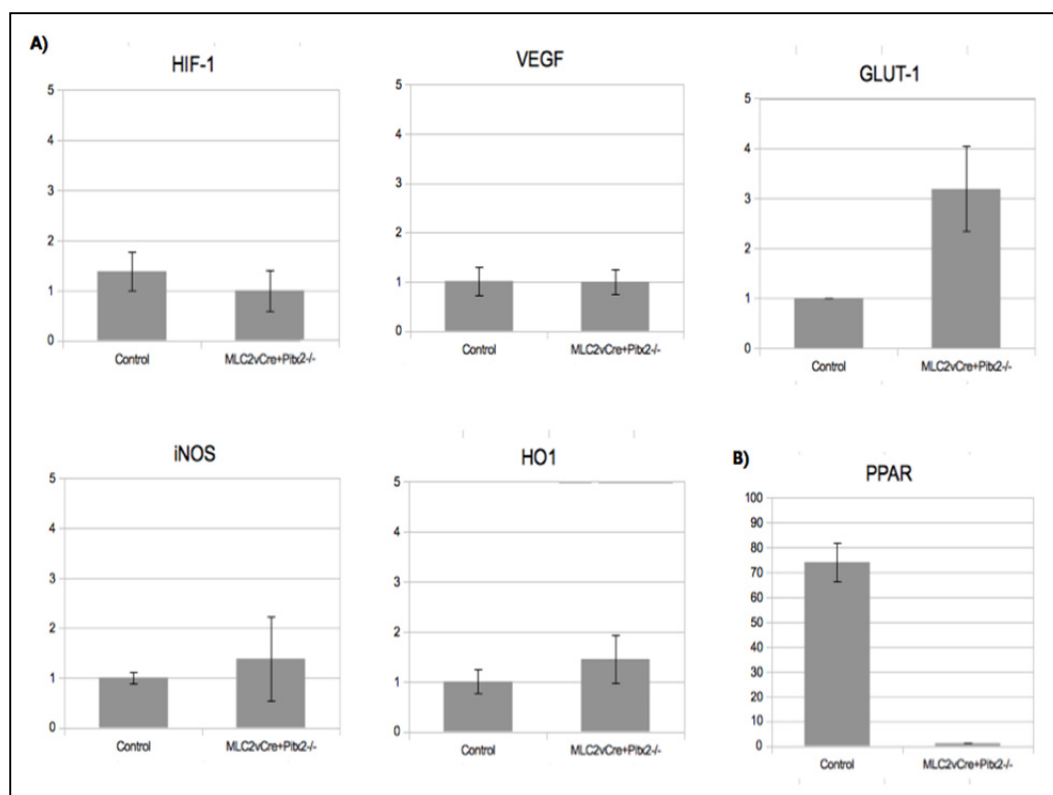 A)
HIF-1
5
4
3
2
1
0
Control MLC2vCre+Pitx2-/-
VEGF
5
4
3
2
1
0
Control MLC2vCre+Pitx2-/-
GLUT-1
5
4
3
2
1
0
Control MLC2vCre+Pitx2-/-
iNOS
5
4
3
2
1
0
Control MLC2vCre+Pitx2-/-
HO1
5
4
3
2
1
0
Control MLC2vCre+Pitx2-/-
B)
PPAR
100
90
80
70
60
50
40
30
20
10
0
Control MLC2vCre+Pitx2-/-